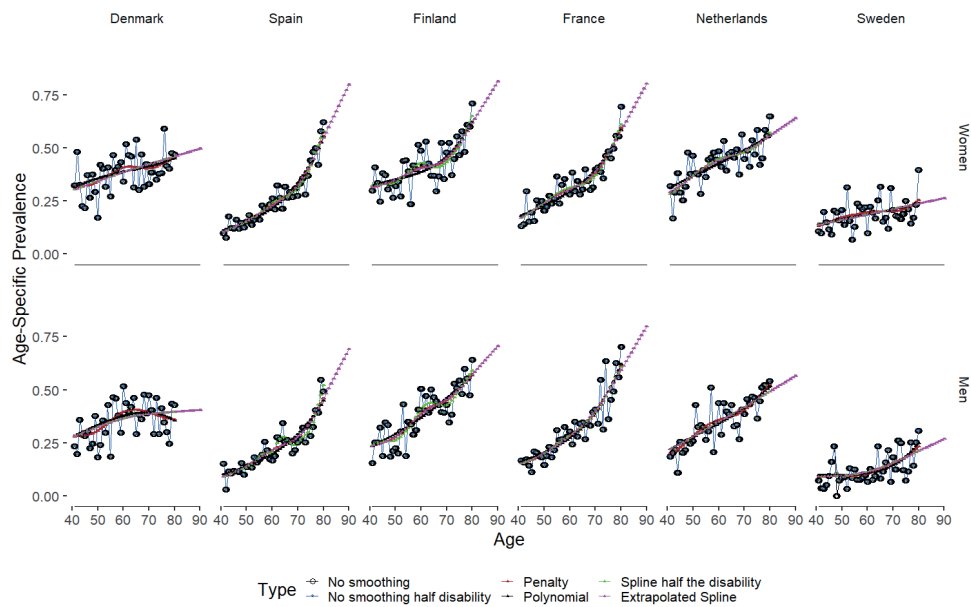 Denmark Spain Finland France Netherlands Sweden
Age-Specific Prevalence
0.75
0.50
0.25
0.00
Women
0.75
0.50
0.25
0.00
Men
40 50 60 70 80 90 40 50 60 70 80 90 40 50 60 70 80 90 40 50 60 70 80 90 40 50 60 70 80 90 40 50 60 70 80 90
Age
Type
No smoothing Penalty Spline half the disability
No smoothing half disability Polynomial Extrapolated Spline